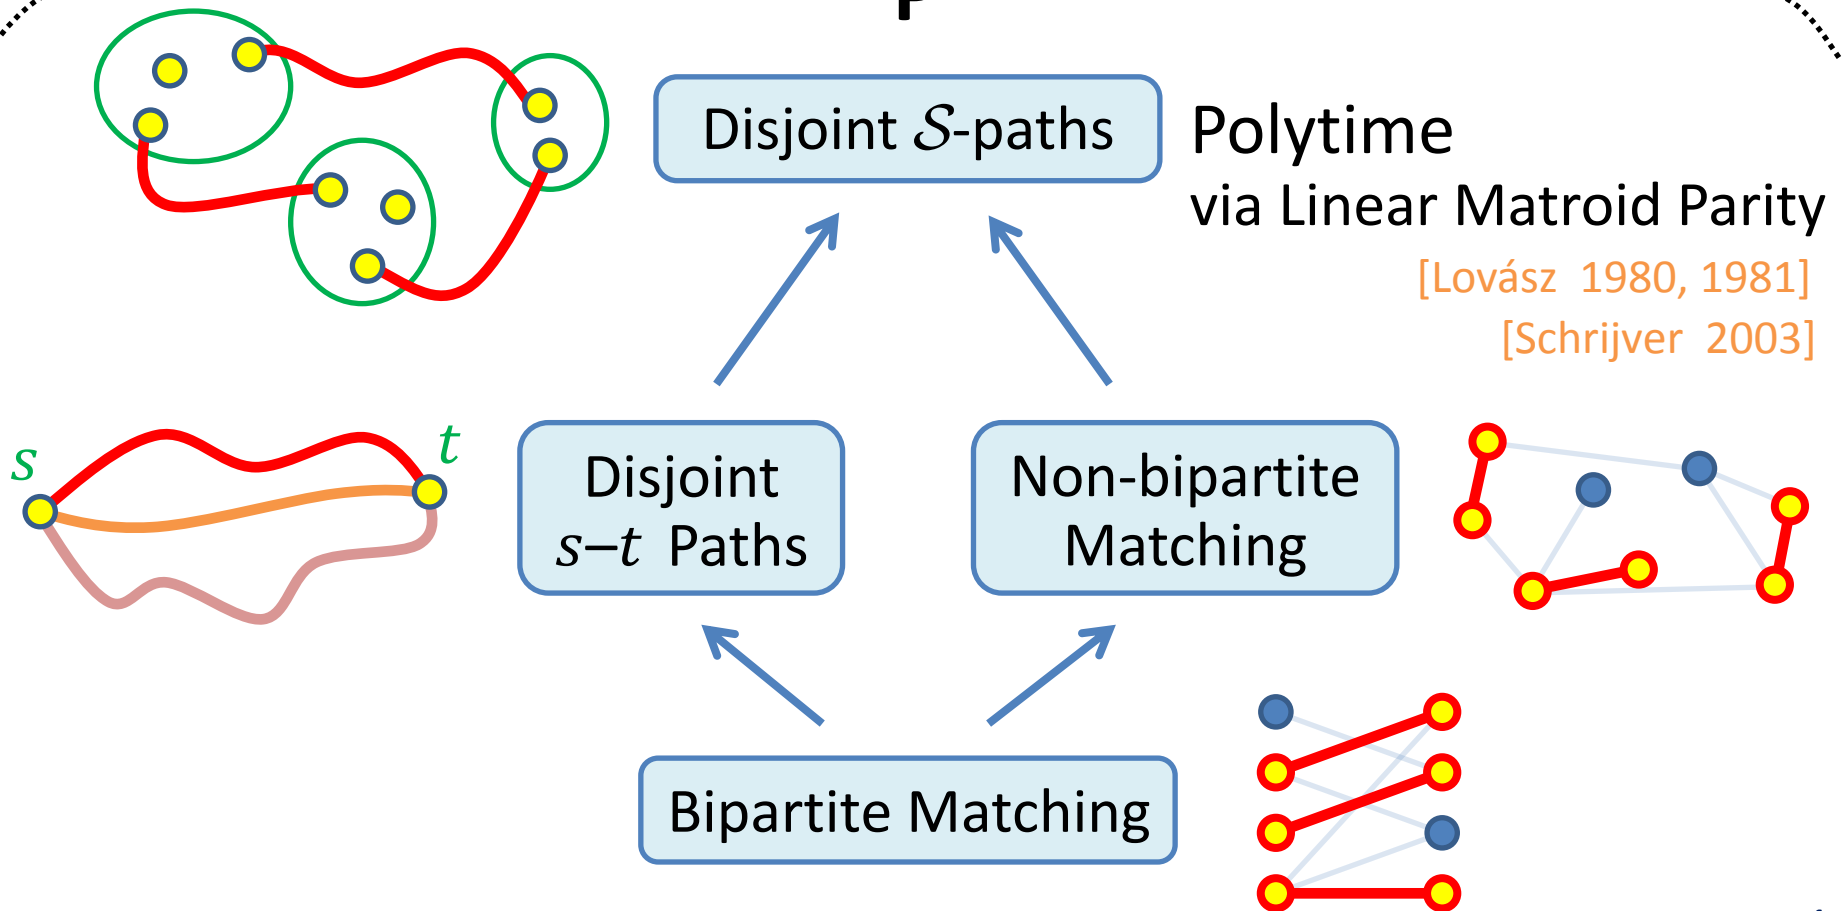 Disjoint 𝒮-paths
Polytime
via Linear Matroid Parity
[Lovász 1980, 1981]
[Schrijver 2003]
s
t
Disjoint
s–t Paths
Non-bipartite
Matching
Bipartite Matching